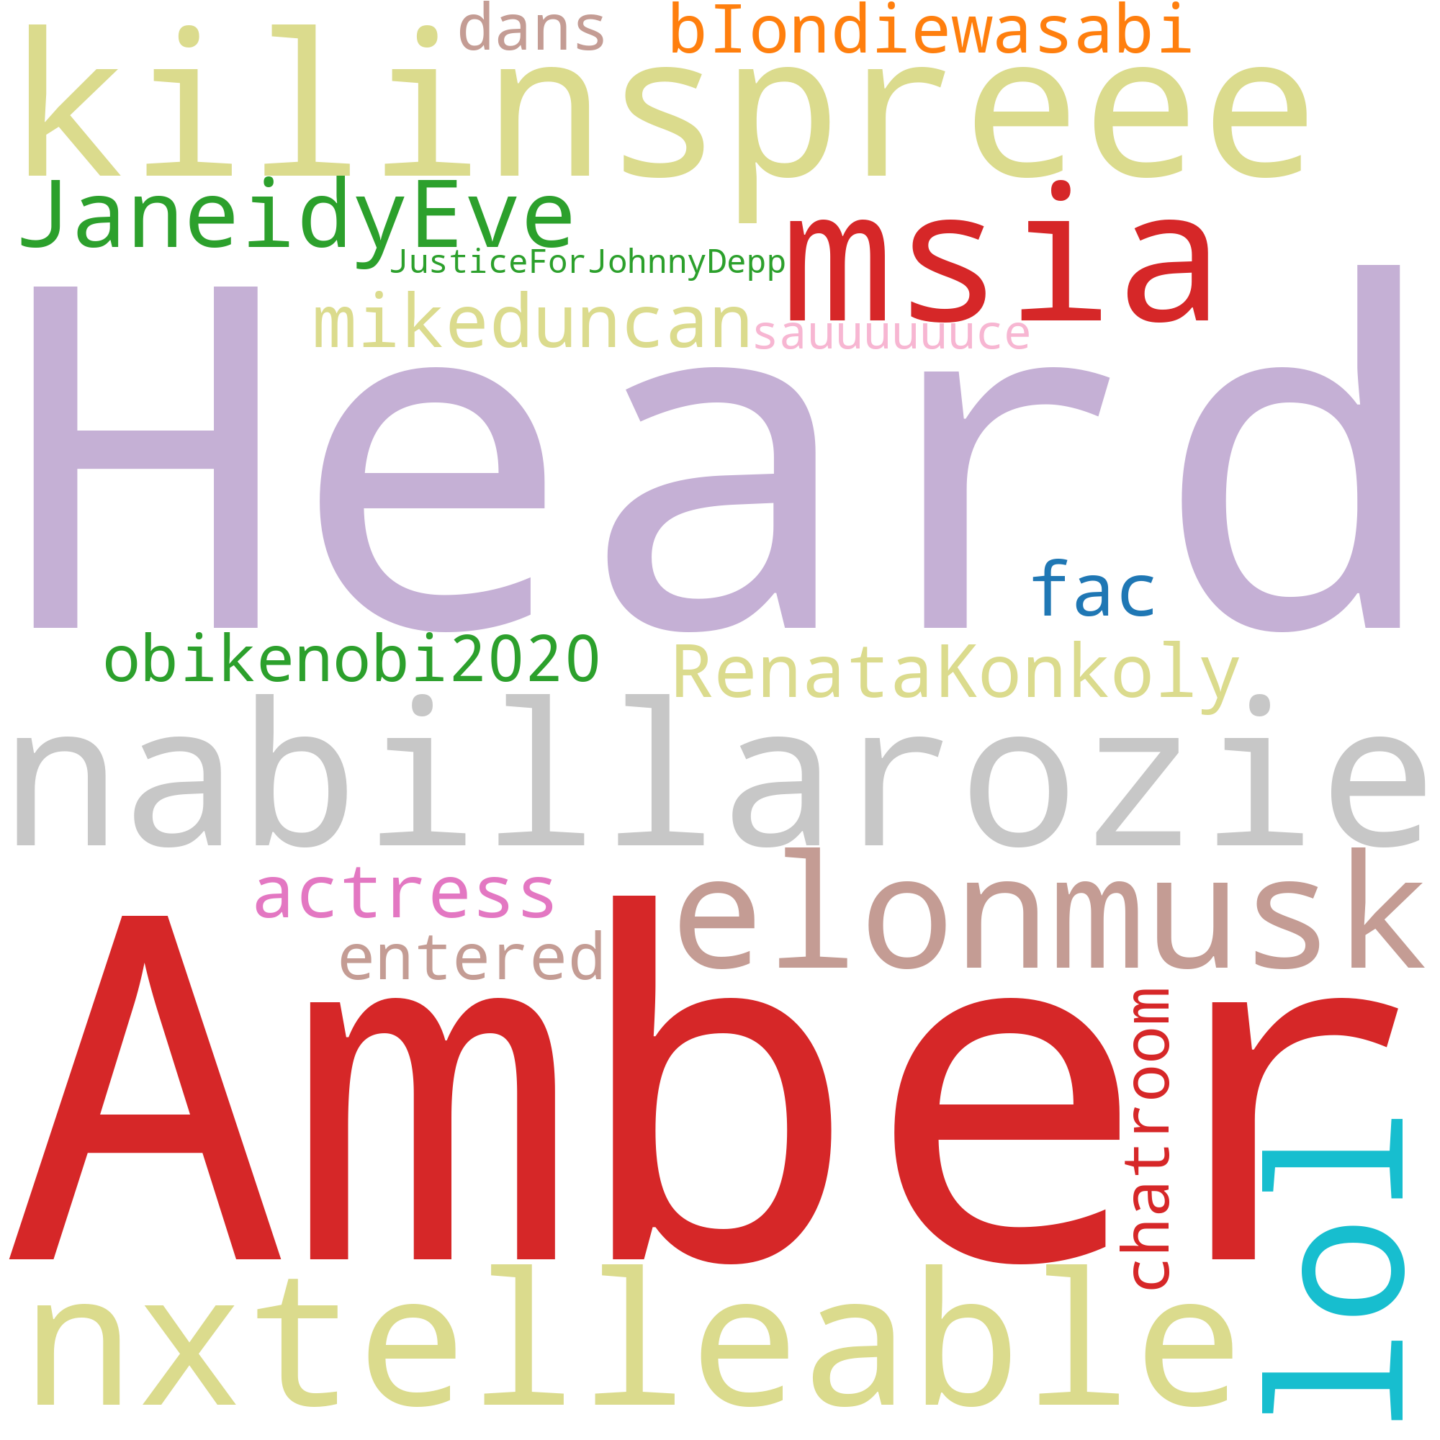 dans bIondiewasabi
kilinspreee
JaneidyEve
msia
JusticeForJohnnyDepp
mikeduncan
sauuuuuuce
Heard
fac
obikenobi2020
RenataKonkoly
nabillarozie
actress
elonmusk
entered
Amber
chatroom
lol
nxtelleable